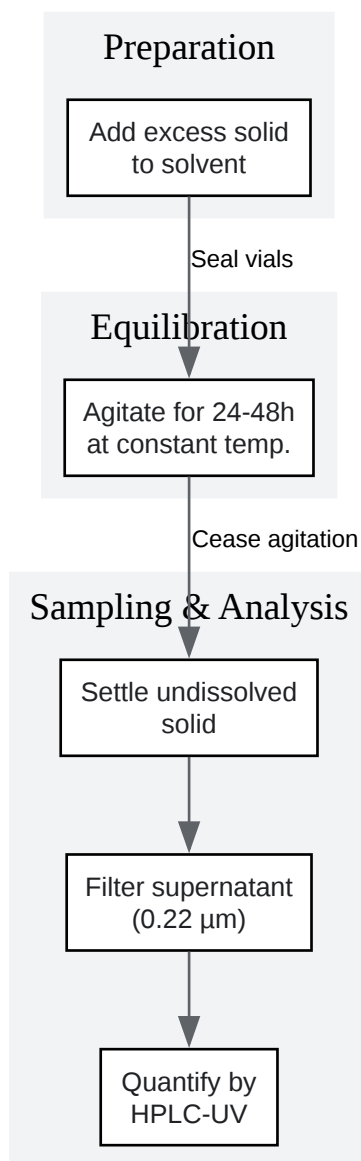 Preparation
Add excess solid
to solvent
Seal vials
Equilibration
Agitate for 24-48h
at constant temp.
Cease agitation
Sampling & Analysis
Settle undissolved
solid
Filter supernatant
(0.22 µm)
Quantify by
HPLC-UV